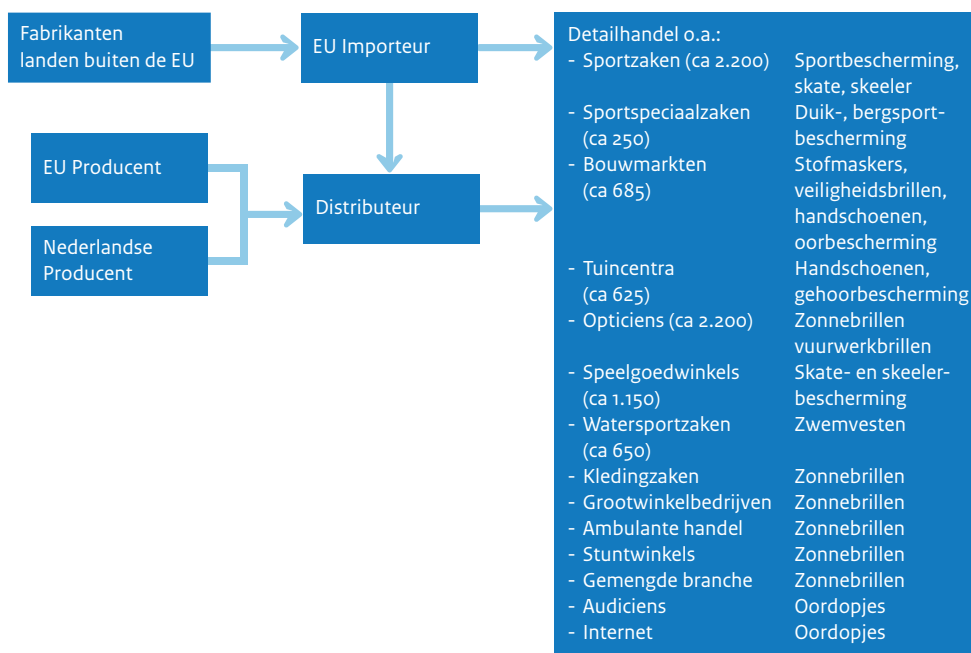 Fabrikanten
landen buiten de EU
EU Importeur
EU Producent
Nederlandse
Producent
Distributeur
Detailhandel o.a.:
- Sportzaken (ca 2.200) Sportbescherming,
skate, skeeler
- Sportspeciaalzaken Duik-, bergsport-
(ca 250) bescherming
- Bouwmarkten Stofmaskers,
(ca 685) veiligheidsbrillen,
handschoenen,
oorbescherming
- Tuincentra Handschoenen,
(ca 625) gehoorbescherming
- Opticiens (ca 2.200) Zonnebrillen
vuurwerkbrillen
- Speelgoedwinkels Skate- en skeeler-
(ca 1.150) bescherming
- Watersportzaken Zwemvesten
(ca 650)
- Kledingzaken Zonnebrillen
- Grootwinkelbedrijven Zonnebrillen
- Ambulante handel Zonnebrillen
- Stuntwinkels Zonnebrillen
- Gemengde branche Zonnebrillen
- Audiciens Oordopjes
- Internet Oordopjes